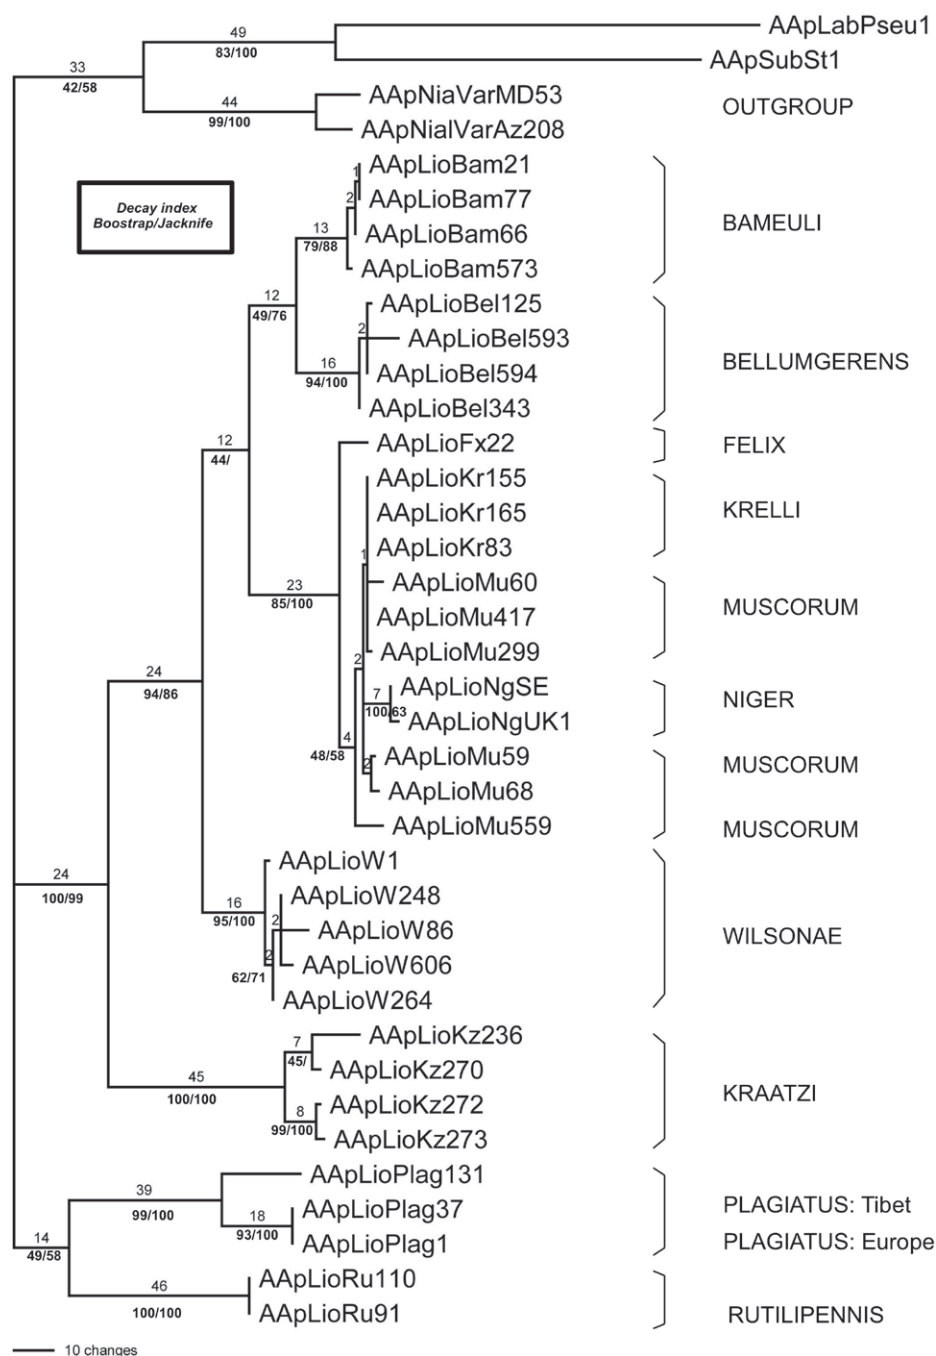 49
AApLabPseu1
83/100
AApSubSt1
33
42/58
44
AApNiaVarMD53
OUTGROUP
99/100
AApNialVarAz208
Decay index
Boostrap/Jacknife
1
AApLioBam21
2
AApLioBam77
BAMEULI
13
AApLioBam66
79/88
AApLioBam573
12
49/76
AApLioBel125
2
AApLioBel593
16
AApLioBel594
BELLUMGERENS
94/100
AApLioBel343
12
44/
AApLioFx22
FELIX
AApLioKr155
AApLioKr165
KRELLI
AApLioKr83
1
23
AApLioMu60
85/100
AApLioMu417
MUSCORUM
AApLioMu299
2
24
94/86
7
AApLioNgSE
NIGER
100/63
AApLioNgUK1
4
48/58
AApLioMu59
MUSCORUM
2
AApLioMu68
AApLioMu559
MUSCORUM
24
100/99
AApLioW1
AApLioW248
16
2
AApLioW86
WILSONAE
95/100
2
AApLioW606
62/71
AApLioW264
AApLioKz236
7
45/
AApLioKz270
45
100/100
KRAATZI
8
AApLioKz272
99/100
AApLioKz273
AApLioPlag131
39
99/100
AApLioPlag37
PLAGIATUS: Tibet
18
93/100
AApLioPlag1
PLAGIATUS: Europe
14
49/58
AApLioRu110
46
100/100
AApLioRu91
RUTILIPENNIS
10 changes